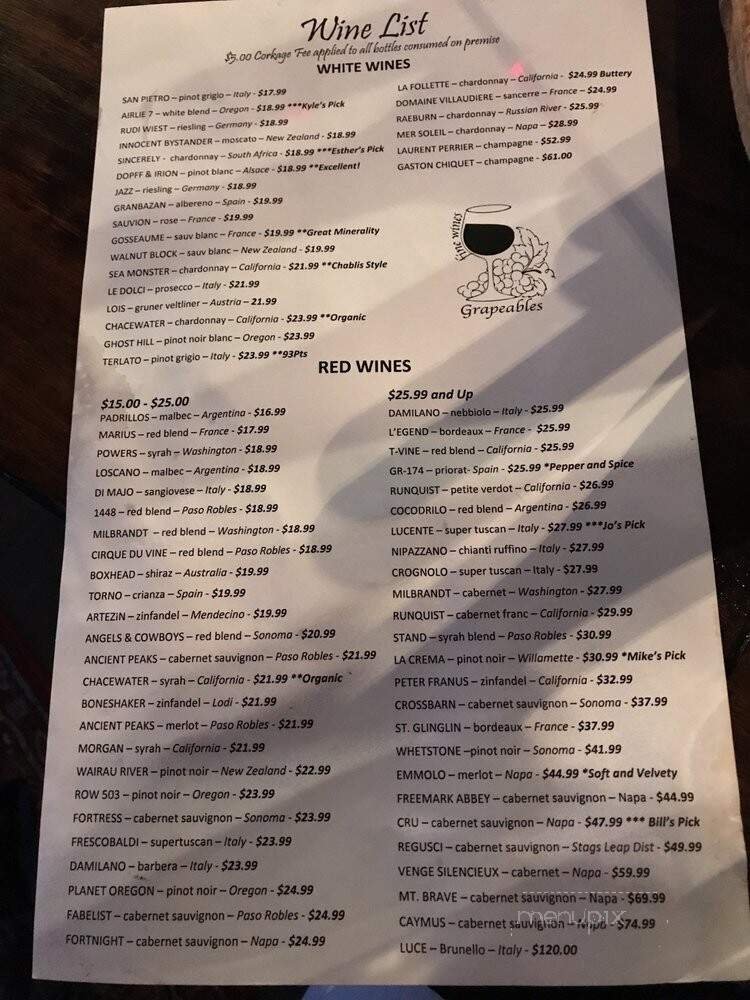 Wine List
$5.00 Corkage Fee applied to all bottles consumed on premise
WHITE WINES
SAN PIETRO – pinot grigio – Italy - $17.99
AIRLIE 7 – white blend – Oregon - $18.99 ***Kyle's Pick
RUDI WIEST – riesling – Germany - $18.99
INNOCENT BYSTANDER – moscato – New Zealand - $18.99
SINCERELY - chardonnay – South Africa - $18.99 ***Esther's Pick
DOPFF & IRION – pinot blanc – Alsace - $18.99 **Excellent!
JAZZ – riesling – Germany - $18.99
GRANBAZAN – albereno – Spain - $19.99
SAUVION – rose – France - $19.99
GOSSEAUME – sauv blanc – France - $19.99 **Great Minerality
WALNUT BLOCK – sauv blanc – New Zealand - $19.99
SEA MONSTER – chardonnay – California - $21.99 **Chablis Style
LE DOLCI – prosecco – Italy - $21.99
LOIS – gruner veltliner – Austria – 21.99
CHACEWATER – chardonnay – California - $23.99 **Organic
GHOST HILL – pinot noir blanc – Oregon - $23.99
TERLATO – pinot grigio – Italy - $23.99 **93Pts
LA FOLLETTE – chardonnay – California - $24.99 Buttery
DOMAINE VILLAUDIERE – sancerre – France – $24.99
RAEBURN – chardonnay – Russian River - $25.99
MER SOLEIL – chardonnay – Napa – $28.99
LAURENT PERRIER – champagne – $52.99
GASTON CHIQUET – champagne – $61.00
fine wines
Grapeables
RED WINES
$15.00 - $25.00
PADRILLOS – malbec – Argentina - $16.99
MARIUS – red blend – France - $17.99
POWERS – syrah – Washington - $18.99
LOSCANO – malbec – Argentina - $18.99
DI MAJO – sangiovese – Italy - $18.99
1448 – red blend – Paso Robles - $18.99
MILBRANDT – red blend – Washington - $18.99
CIRQUE DU VINE – red blend – Paso Robles - $18.99
BOXHEAD – shiraz – Australia - $19.99
TORNO – crianza – Spain - $19.99
ARTEZiN – zinfandel – Mendecino - $19.99
ANGELS & COWBOYS – red blend – Sonoma - $20.99
ANCIENT PEAKS – cabernet sauvignon – Paso Robles - $21.99
CHACEWATER – syrah – California - $21.99 **Organic
BONESHAKER – zinfandel – Lodi - $21.99
ANCIENT PEAKS – merlot – Paso Robles - $21.99
MORGAN – syrah – California - $21.99
WAIRAU RIVER – pinot noir – New Zealand - $22.99
ROW 503 – pinot noir – Oregon - $23.99
FORTRESS – cabernet sauvignon – Sonoma - $23.99
FRESCOBALDI – supertuscan – Italy - $23.99
DAMILANO – barbera – Italy - $23.99
PLANET OREGON – pinot noir – Oregon - $24.99
FABELIST – cabernet sauvignon – Paso Robles - $24.99
FORTNIGHT – cabernet sauvignon – Napa - $24.99
$25.99 and Up
DAMILANO – nebbiolo – Italy - $25.99
L'EGEND – bordeaux – France - $25.99
T-VINE – red blend – California - $25.99
GR-174 – priorat- Spain - $25.99 *Pepper and Spice
RUNQUIST – petite verdot – California - $26.99
COCODRILO – red blend – Argentina - $26.99
LUCENTE – super tuscan – Italy - $27.99 ***Jo's Pick
NIPAZZANO – chianti ruffino – Italy - $27.99
CROGNOLO – super tuscan – Italy - $27.99
MILBRANDT – cabernet – Washington - $27.99
RUNQUIST – cabernet franc – California - $29.99
STAND – syrah blend – Paso Robles - $30.99
LA CREMA – pinot noir – Willamette - $30.99 *Mike's Pick
PETER FRANUS – zinfandel – California - $32.99
CROSSBARN – cabernet sauvignon – Sonoma - $37.99
ST. GLINGLIN – bordeaux – France - $37.99
WHETSTONE –pinot noir – Sonoma - $41.99
EMMOLO – merlot – Napa - $44.99 *Soft and Velvety
FREEMARK ABBEY – cabernet sauvignon – Napa - $44.99
CRU – cabernet sauvignon – Napa - $47.99 *** Bill's Pick
REGUSCI – cabernet sauvignon – Stags Leap Dist - $49.99
VENGE SILENCIEUX – cabernet – Napa - $59.99
MT. BRAVE – cabernet sauvignon – Napa - $69.99
CAYMUS – cabernet sauvignon – Napa - $74.99
LUCE – Brunello – Italy - $120.00
menupix